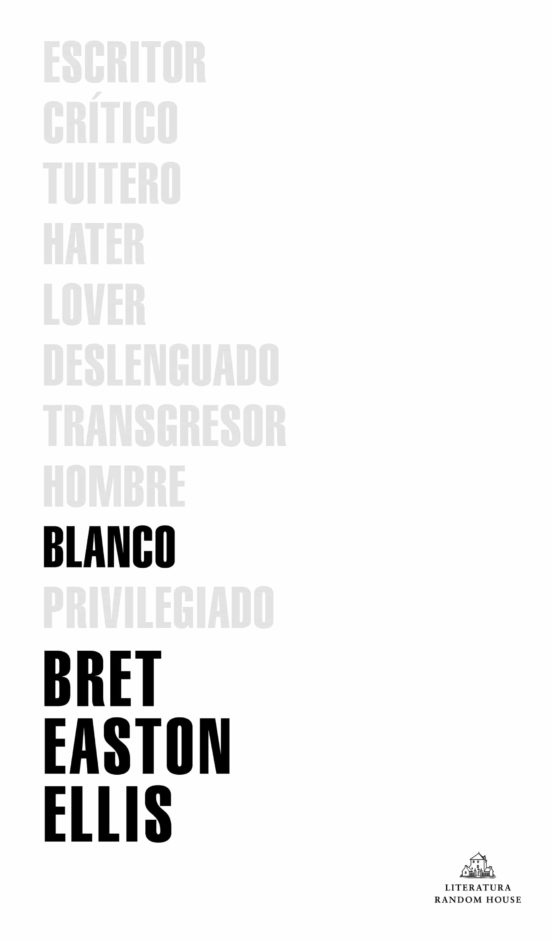 ESCRITOR
CRÍTICO
TUITERO
HATER
LOVER
DESLENGUADO
TRANSGRESOR
HOMBRE
BLANCO
PRIVILEGIADO
BRET
EASTON
ELLIS
LITERATURA
RANDOM HOUSE